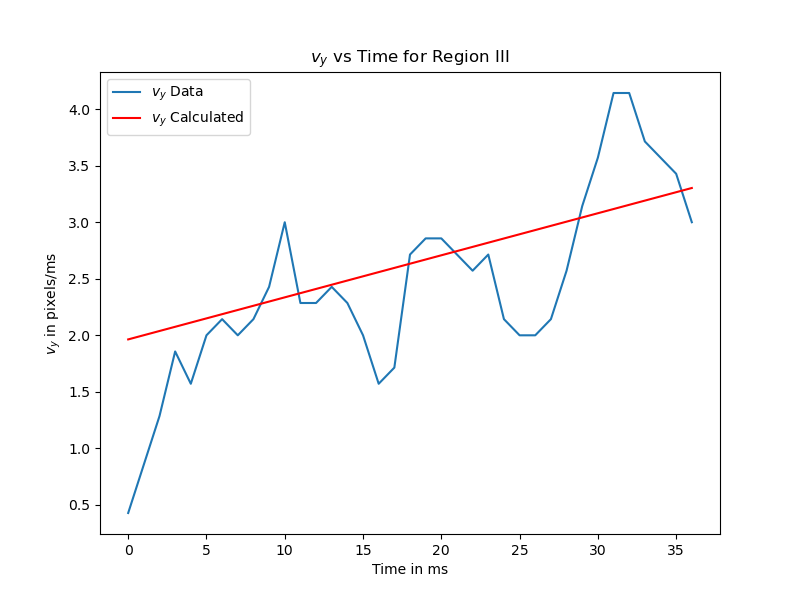 v_y vs Time for Region III
v_y Data
v_y Calculated
4.0
3.5
3.0
2.5
2.0
1.5
1.0
0.5
v_y in pixels/ms
0 5 10 15 20 25 30 35
Time in ms